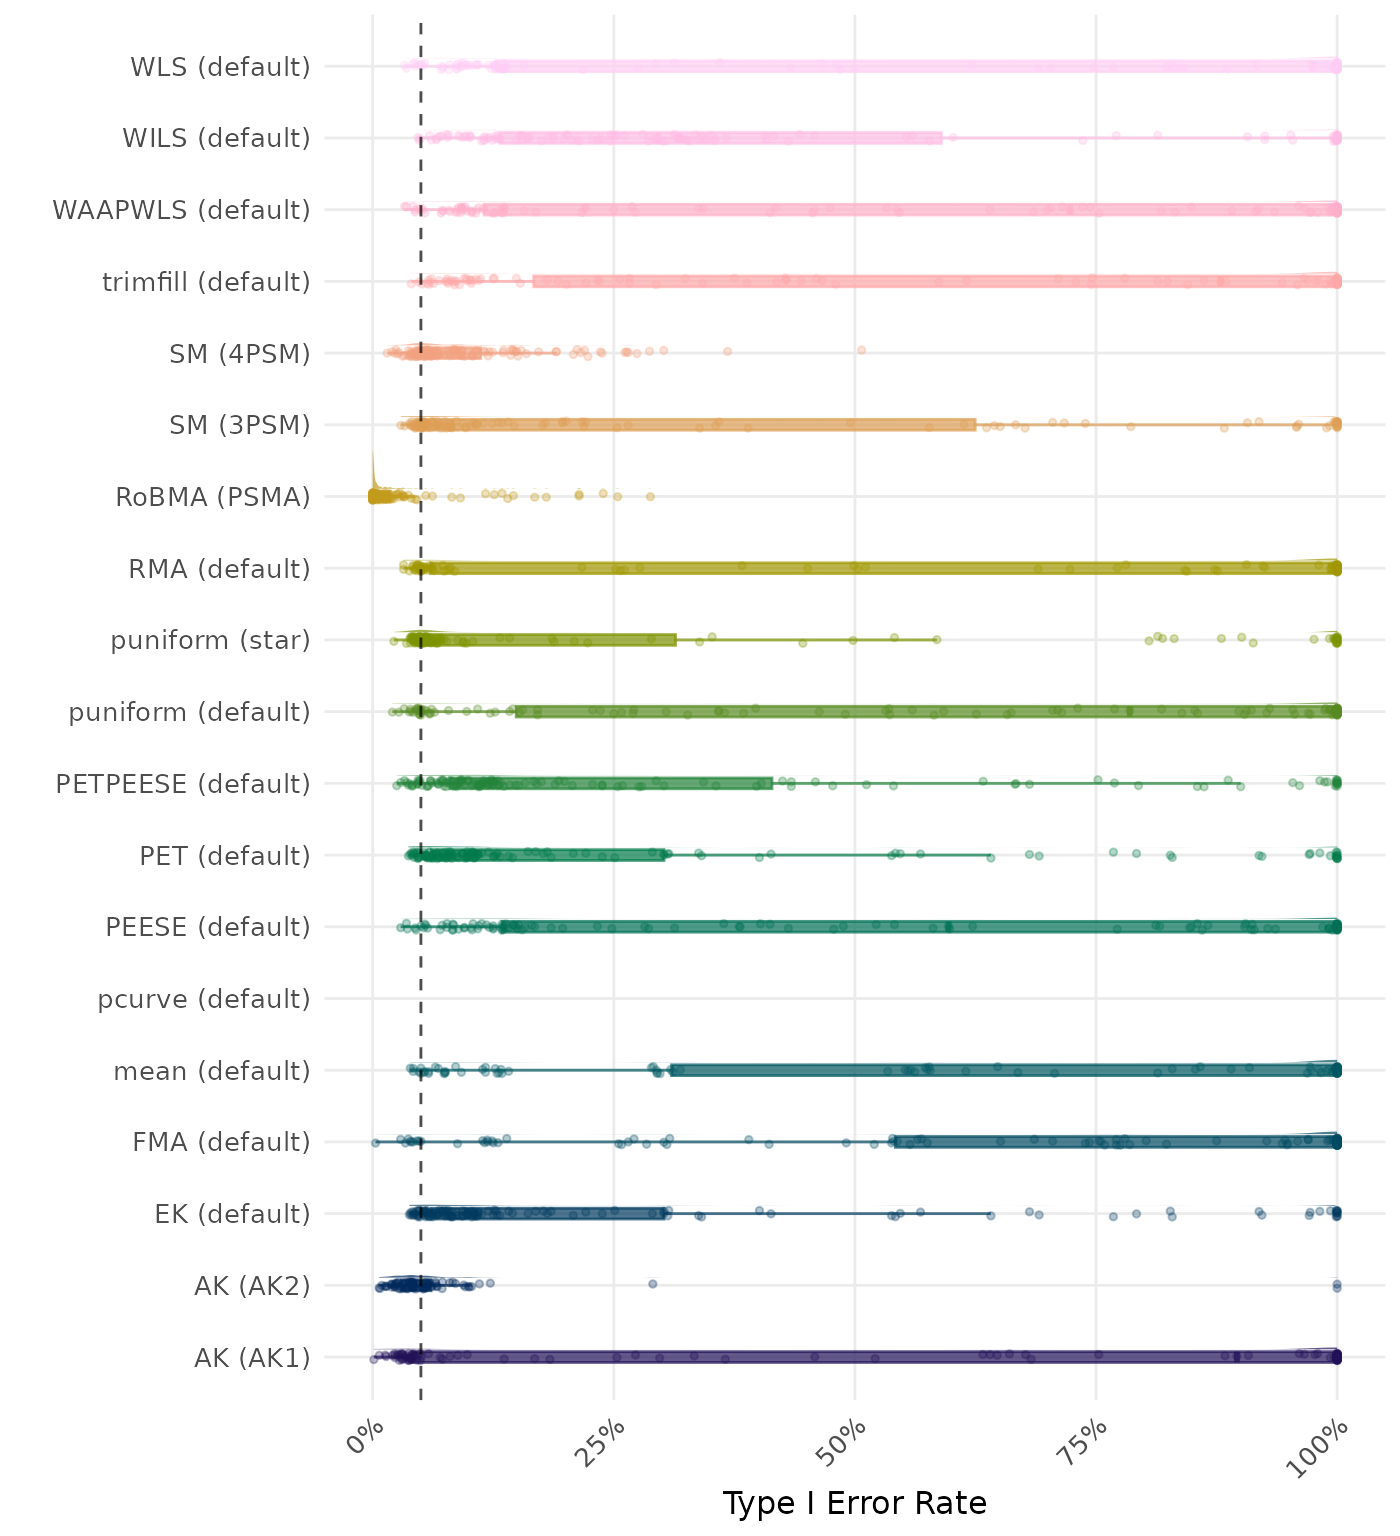 WLS (default)
WILS (default)
WAAPWLS (default)
trimfill (default)
SM (4PSM)
SM (3PSM)
RoBMA (PSMA)
RMA (default)
puniform (star)
puniform (default)
PETPEESE (default)
PET (default)
PEESE (default)
pcurve (default)
mean (default)
FMA (default)
EK (default)
AK (AK2)
AK (AK1)
0%
25%
50%
75%
100%
Type I Error Rate